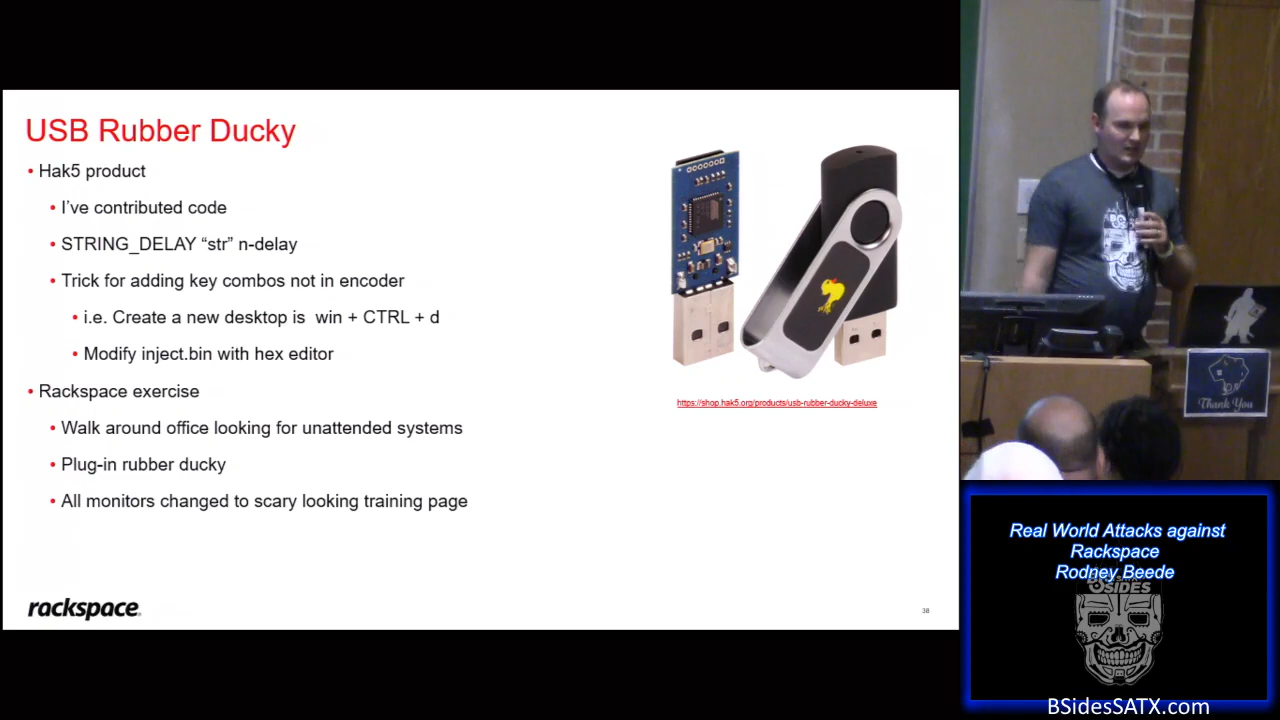 USB Rubber Ducky
• Hak5 product
• I've contributed code
• STRING_DELAY “str” n-delay
• Trick for adding key combos not in encoder
• i.e. Create a new desktop is win + CTRL + d
• Modify inject.bin with hex editor
• Rackspace exercise
• Walk around office looking for unattended systems
• Plug-in rubber ducky
• All monitors changed to scary looking training page
https://shop.hak5.org/products/usb-rubber-ducky-deluxe
rackspace.
38
Thank You
Real World Attacks against
Rackspace
Rodney Beede
BSIDES
BSidesSATX.com